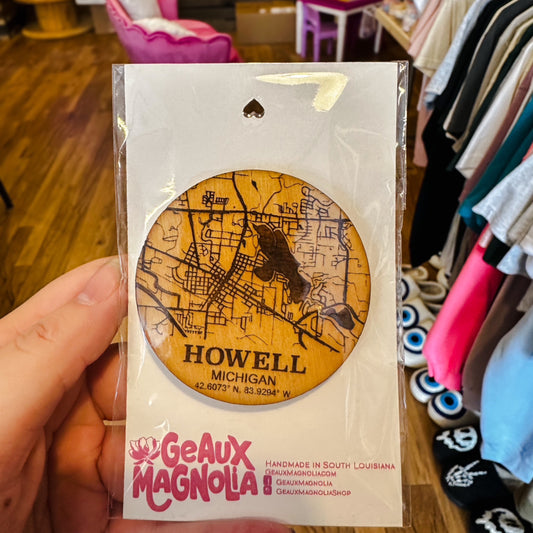 HOWELL
MICHIGAN
42.6073° N, 83.9294° W
GEAUX
MAGNOLIA
HANDMADE IN SOUTH LOUISIANA
GEAUXMAGNOLIA.COM
GEAUXMAGNOLIA
GEAUXMAGNOLIASHOP